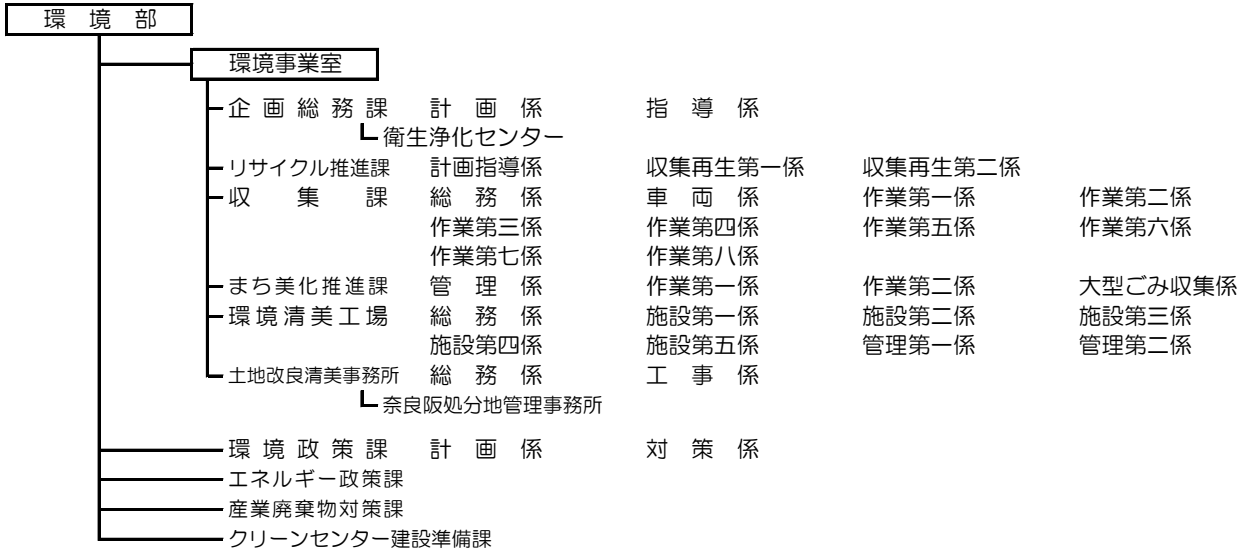 環境部
環境事業室
企画総務課 計画係 指導係
衛生浄化センター
リサイクル推進課 計画指導係 収集再生第一係 収集再生第二係
収集課 総務係 車両係 作業第一係 作業第二係
作業第三係 作業第四係 作業第五係 作業第六係
作業第七係 作業第八係
まち美化推進課 管理係 作業第一係 作業第二係 大型ごみ収集係
環境清美工場 総務係 施設第一係 施設第二係 施設第三係
施設第四係 施設第五係 管理第一係 管理第二係
土地改良清美事務所 総務係 工事係
奈良阪処分地管理事務所
環境政策課 計画係 対策係
エネルギー政策課
産業廃棄物対策課
クリーンセンター建設準備課